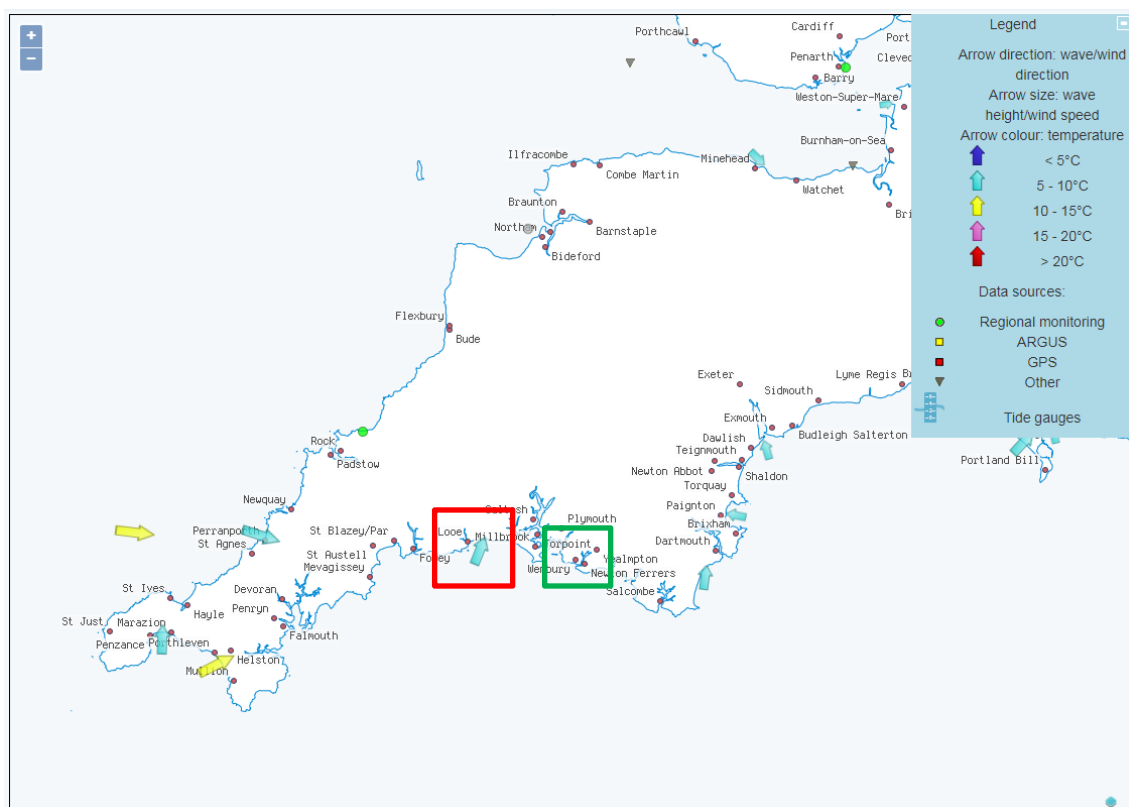 +
−
Porthcawl
Cardiff
Port
Penarth
Cleved
Barry
Weston-Super-Mare
Burnham-on-Sea
Ilfracombe
Minehead
Combe Martin
Watchet
Braunton
Bri
Northam
Barnstaple
Bideford
Flexbury
Bude
Exeter
Lyme Regis
B
Sidmouth
Exmouth
Budleigh Salterton
Dawlish
Teignmouth
Rock
Padstow
Newton Abbot
Shaldon
Portland Bill
Torquay
Newquay
Paignton
Saltash
Plymouth
Brixham
Perranporth
St Blazey/Par
Looe
Millbrook
Torpoint
Dartmouth
St Agnes
St Austell
Fowey
Yealmpton
Mevagissey
Wembury
Newton Ferrers
St Ives
Devoran
Salcombe
Hayle
Penryn
St Just
Marazion
Falmouth
Penzance
Porthleven
Helston
Mullion
Legend
Arrow direction: wave/wind
direction
Arrow size: wave
height/wind speed
Arrow colour: temperature
< 5°C
5 - 10°C
10 - 15°C
15 - 20°C
> 20°C
Data sources:
Regional monitoring
ARGUS
GPS
Other
Tide gauges